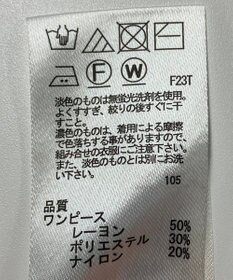 F23T
淡色のものは無蛍光洗剤を使用。
よくすすぎ、絞りの後すぐに干
すこと。
濃色のものは、着用による摩擦
で色落ちする事がありますので、
組み合せの衣服にご注意下さい。
また、淡色のものとは別にお洗
い下さい。
105
品質
ワンピース
レーヨン 50%
ポリエステル 30%
ナイロン 20%